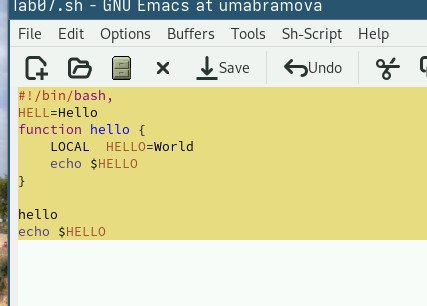 lab07.sh - GNU Emacs at umabramova
File Edit Options Buffers Tools Sh-Script Help
Save Undo
#!/bin/bash,
HELL=Hello
function hello {
    LOCAL  HELLO=World
    echo $HELLO
}
hello
echo $HELLO